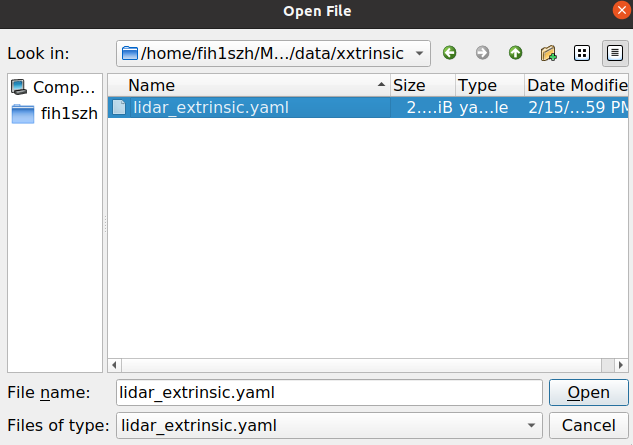 Open File
Look in: /home/fih1szh/M.../data/xxtrinsic
Comp...
fih1szh
Name Size Type Date Modifie
lidar_extrinsic.yaml 2....iB ya...le 2/15/...59 PM
File name: lidar_extrinsic.yaml Open
Files of type: lidar_extrinsic.yaml Cancel